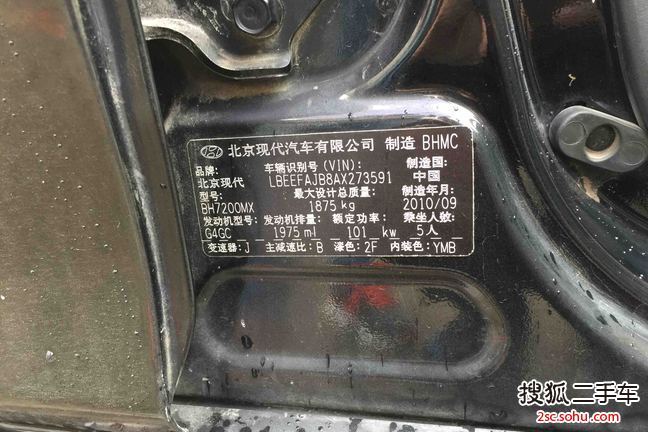 北京现代汽车有限公司 制造 BHMC
品牌: 车辆识别号(VIN): 制造国:
北京现代 LBEEFAJB8AX273591 中国
型号: 最大设计总质量: 制造年月:
BH7200MX 1875 kg 2010/09
发动机型号: 发动机排量: 额定功率: 乘坐人数:
G4GC 1975 ml 101 kw 5人
变速器:J 主减速比:B 漆色:2F 内装色:YMB
搜狐二手车
2sc.sohu.com